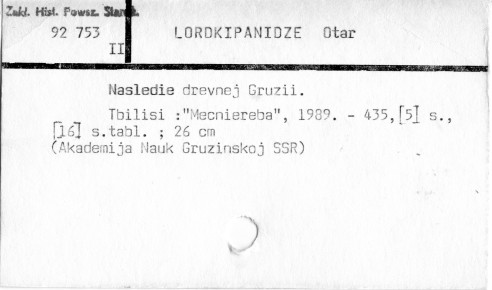 Zakł. Hist. Powsz. Staroż.
92 753 LORDKIPANIDZE Otar
II
Nasledie drevnej Gruzii.
Tbilisi :"Mecniereba", 1989. - 435,[5] s.,
[16] s.tabl. ; 26 cm
(Akademija Nauk Gruzinskoj SSR)